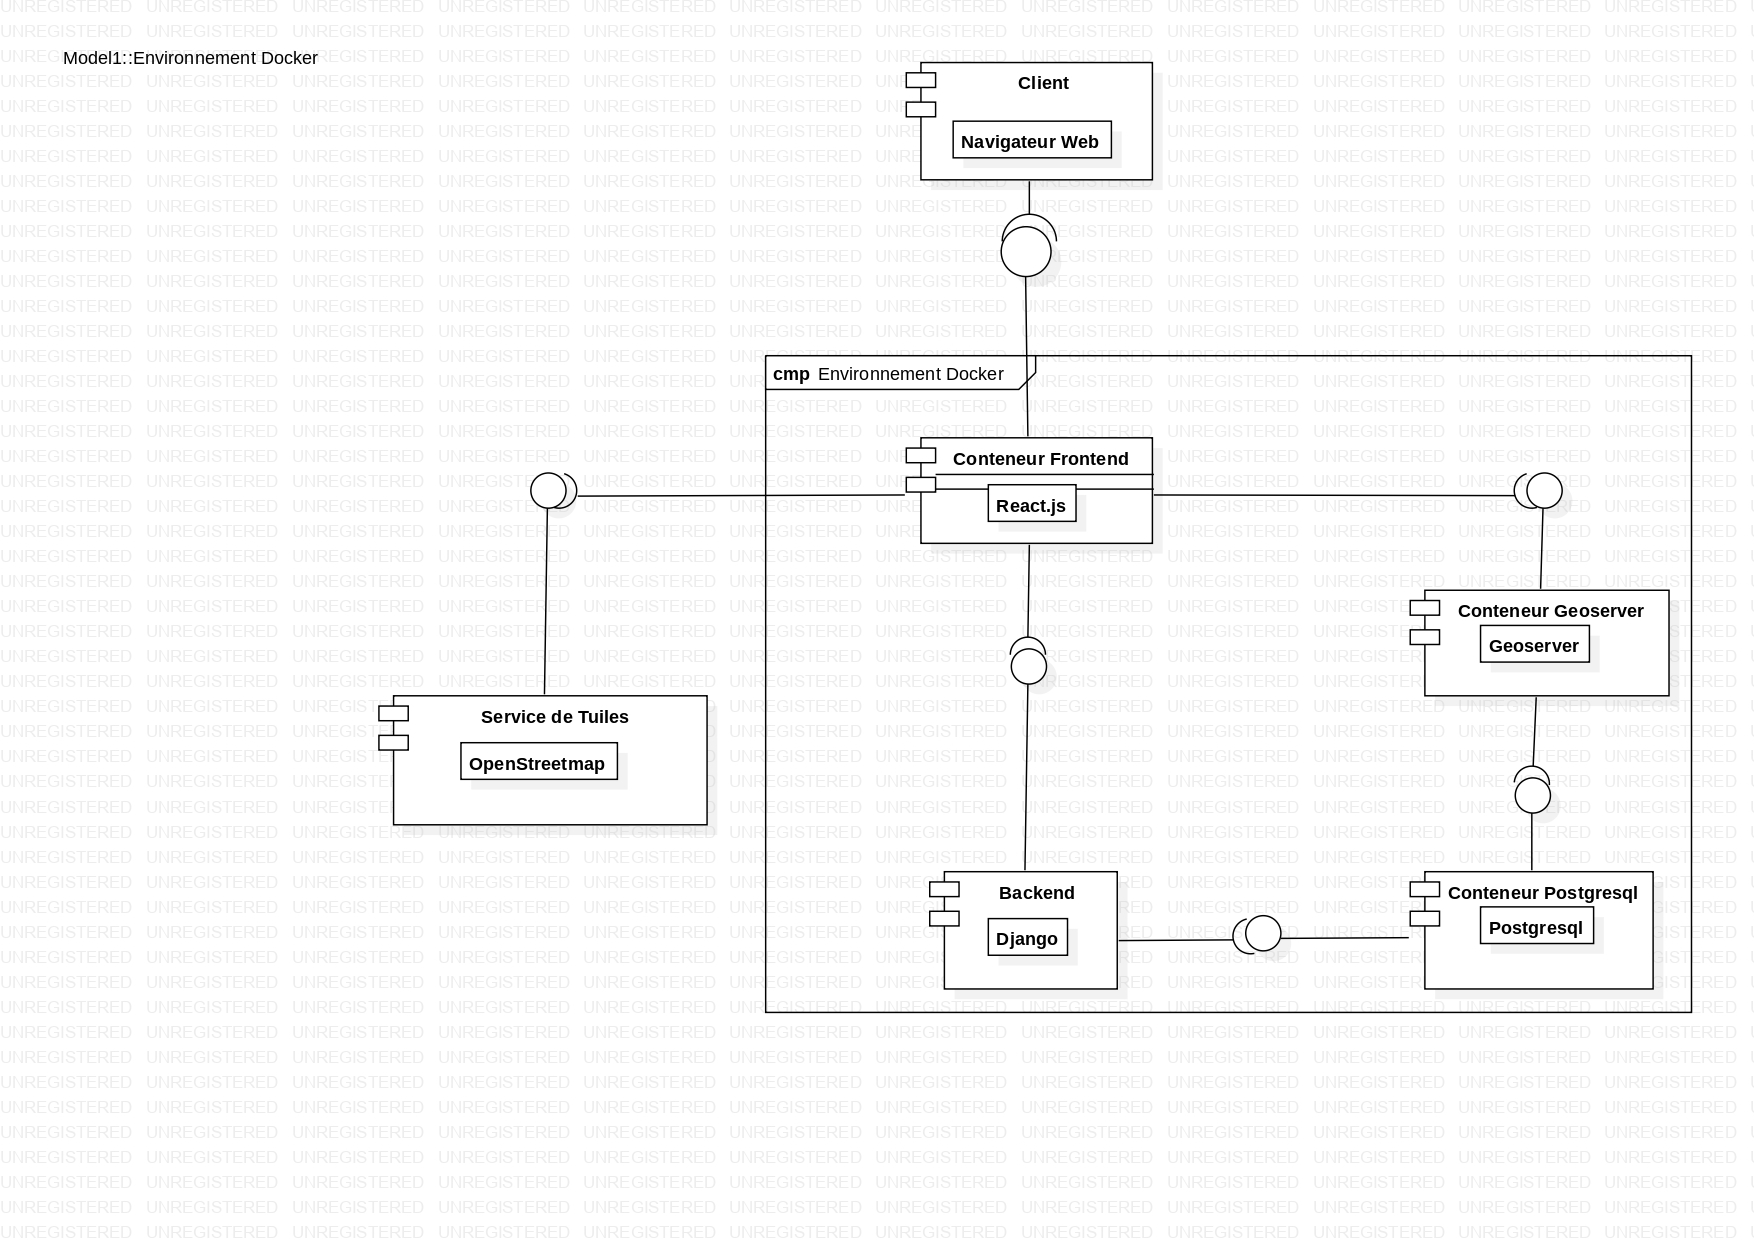 Model1::Environnement Docker
Client
Navigateur Web
cmp Environnement Docker
Conteneur Frontend
React.js
Conteneur Geoserver
Geoserver
Service de Tuiles
OpenStreetmap
Backend
Django
Conteneur Postgresql
Postgresql
UNREGISTERED